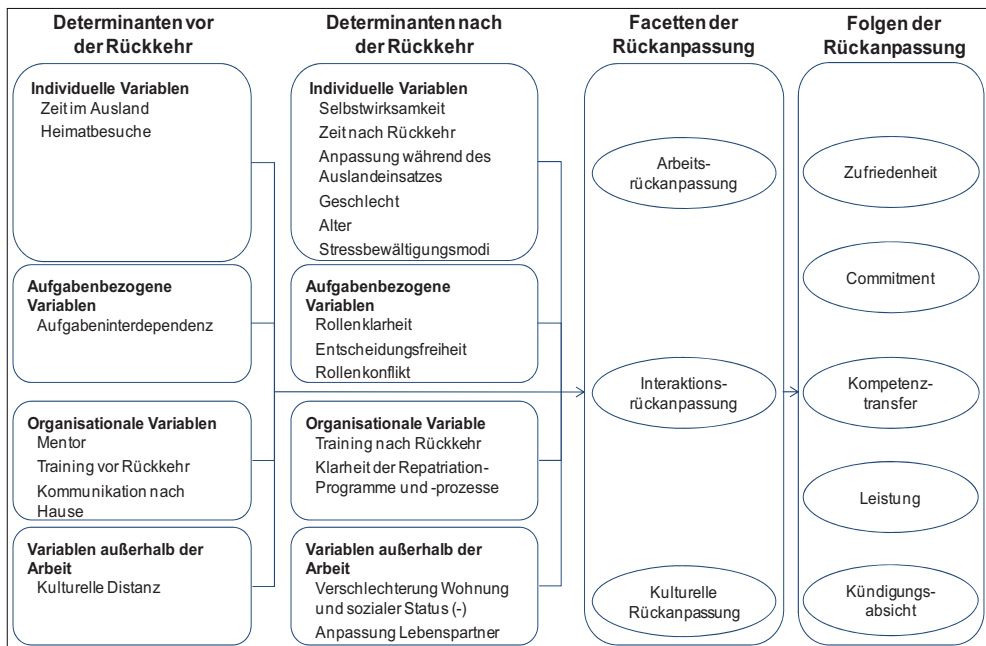 Determinanten vor
der Rückkehr
Individuelle Variablen
Zeit im Ausland
Heimatbesuche
Aufgabenbezogene
Variablen
Aufgabeninterdependenz
Organisationale Variablen
Mentor
Training vor Rückkehr
Kommunikation nach
Hause
Variablen außerhalb der
Arbeit
Kulturelle Distanz
Determinanten nach
der Rückkehr
Individuelle Variablen
Selbstwirksamkeit
Zeit nach Rückkehr
Anpassung während des
Auslandeinsatzes
Geschlecht
Alter
Stressbewältigungsmodi
Aufgabenbezogene
Variablen
Rollenklarheit
Entscheidungsfreiheit
Rollenkonflikt
Organisationale Variable
Training nach Rückkehr
Klarheit der Repatriation-
Programme und -prozesse
Variablen außerhalb der
Arbeit
Verschlechterung Wohnung
und sozialer Status (-)
Anpassung Lebenspartner
Facetten der
Rückanpassung
Arbeits-
rückanpassung
Interaktions-
rückanpassung
Kulturelle
Rückanpassung
Folgen der
Rückanpassung
Zufriedenheit
Commitment
Kompetenz-
transfer
Leistung
Kündigungs-
absicht